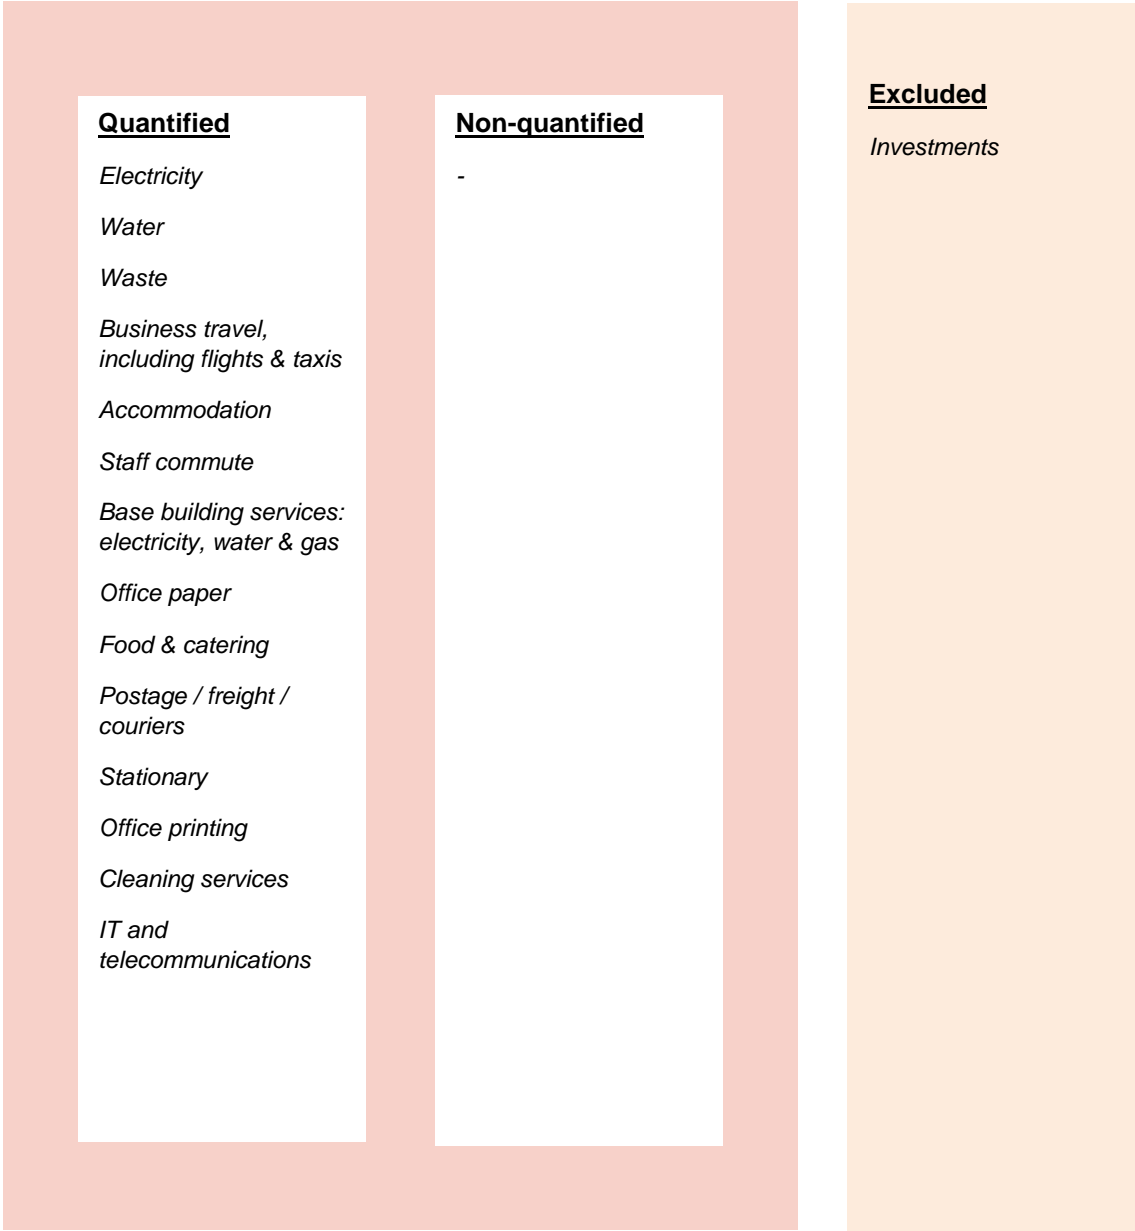 Quantified
Electricity
Water
Waste
Business travel,
including flights & taxis
Accommodation
Staff commute
Base building services:
electricity, water & gas
Office paper
Food & catering
Postage / freight /
couriers
Stationary
Office printing
Cleaning services
IT and
telecommunications
Non-quantified
-
Excluded
Investments